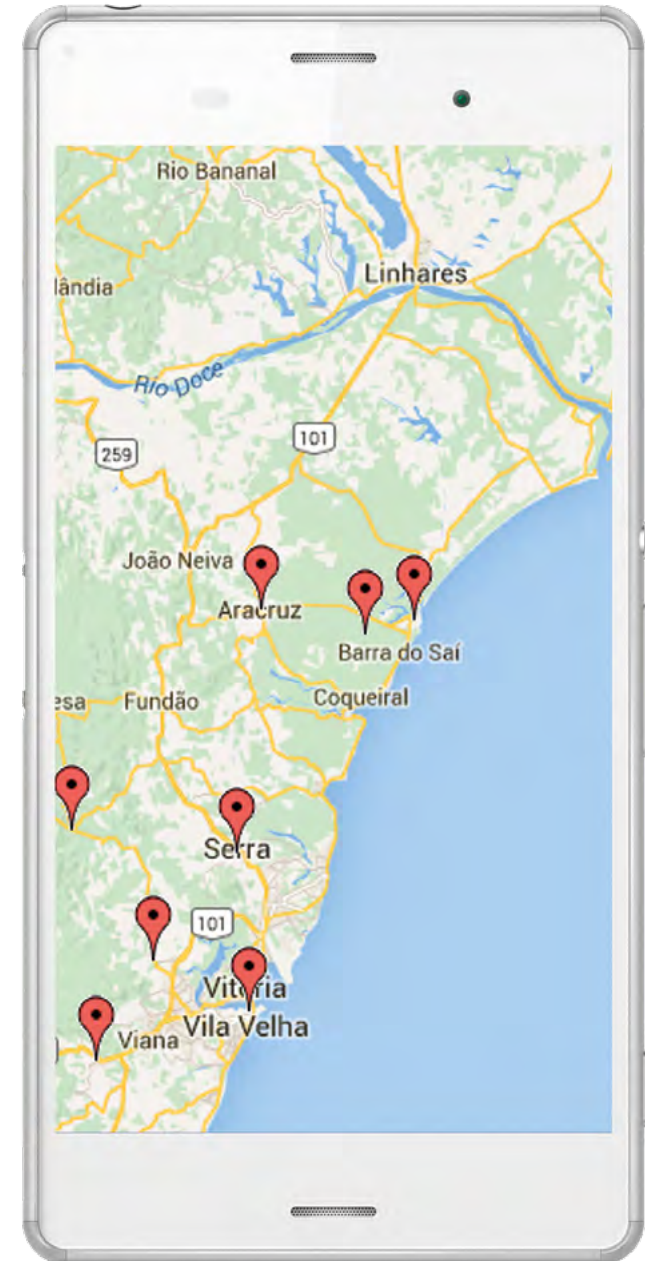 Rio Bananal
Linhares
lândia
Rio Doce
101
259
João Neiva
Aracruz
Barra do Saí
esa
Fundão
Coqueiral
Serra
101
Vitória
Vila Velha
Viana